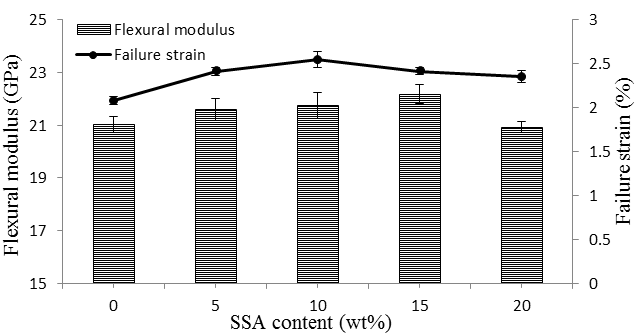 Flexural modulus
Failure strain
Flexural modulus (GPa)
25
23
21
19
17
15
3
2.5
2
1.5
1
0.5
0
Failure strain (%)
0 5 10 15 20
SSA content (wt%)